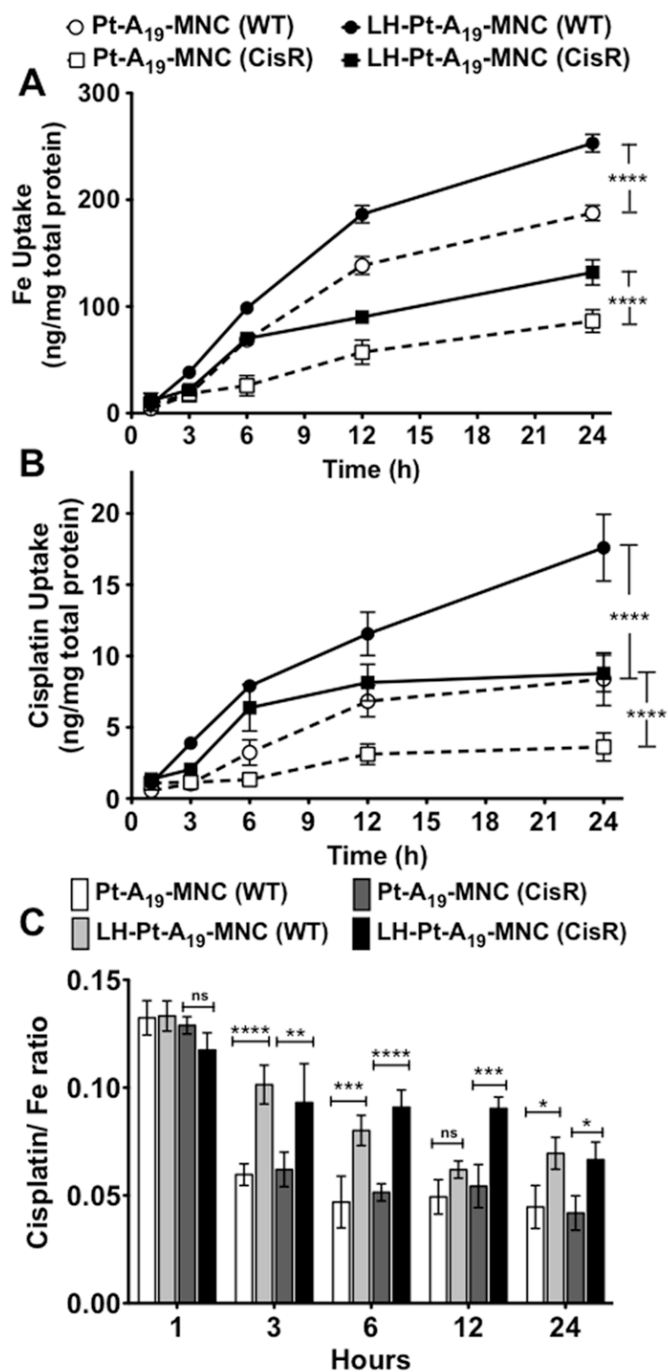 Pt-A19-MNC (WT) LH-Pt-A19-MNC (WT)
Pt-A19-MNC (CisR) LH-Pt-A19-MNC (CisR)
A
Fe Uptake
(ng/mg total protein)
300
200
100
0
****
****
0 3 6 9 12 15 18 21 24
Time (h)
B
Cisplatin Uptake
(ng/mg total protein)
20
15
10
5
0
****
****
0 3 6 9 12 15 18 21 24
Time (h)
Pt-A19-MNC (WT) Pt-A19-MNC (CisR)
LH-Pt-A19-MNC (WT) LH-Pt-A19-MNC (CisR)
C
Cisplatin/ Fe ratio
0.15
0.10
0.05
0.00
ns
**** **
*** ****
ns ***
* *
1 3 6 12 24
Hours